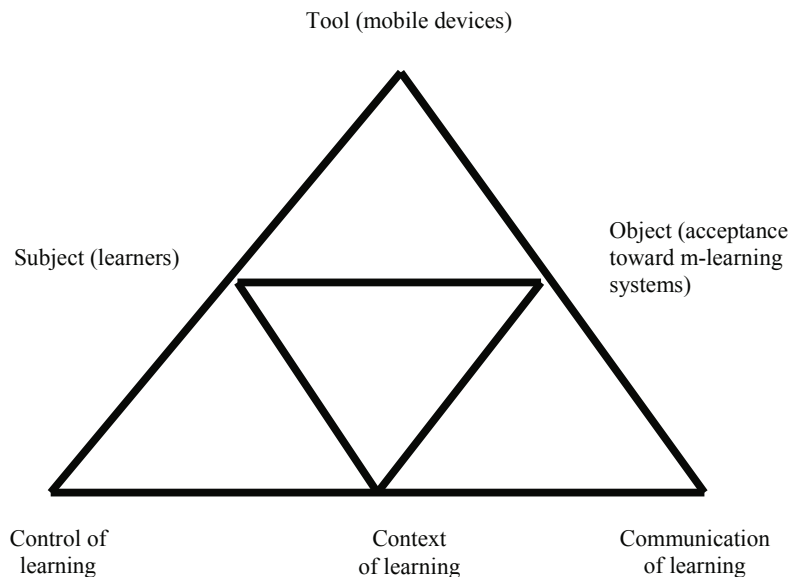 Tool (mobile devices)
Subject (learners)
Object (acceptance
toward m-learning
systems)
Control of
learning
Context
of learning
Communication
of learning